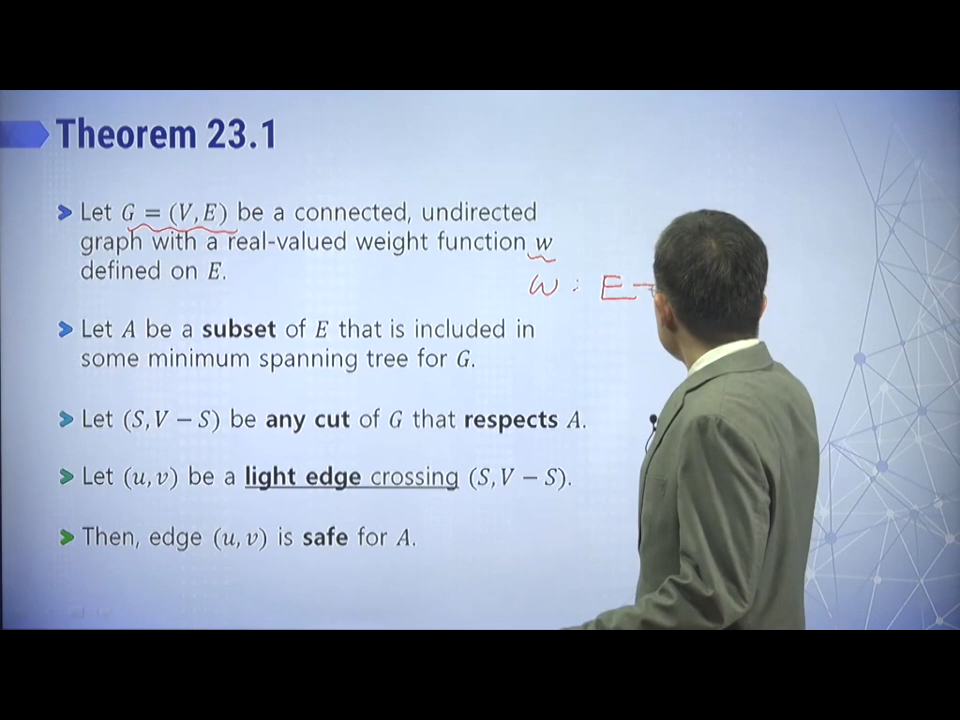 Theorem 23.1
Let G = (V, E) be a connected, undirected
graph with a real-valued weight function w
defined on E.
w : E →
Let A be a subset of E that is included in
some minimum spanning tree for G.
Let (S, V − S) be any cut of G that respects A.
Let (u, v) be a light edge crossing (S, V − S).
Then, edge (u, v) is safe for A.